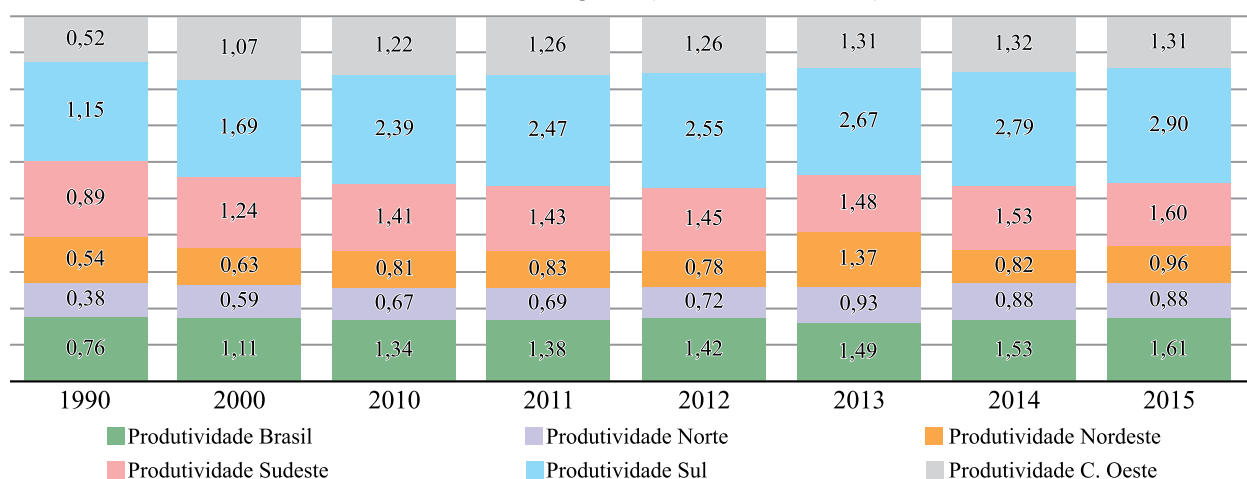 0,52 1,07 1,22 1,26 1,26 1,31 1,32 1,31
1,15 1,69 2,39 2,47 2,55 2,67 2,79 2,90
0,89 1,24 1,41 1,43 1,45 1,48 1,53 1,60
0,54 0,63 0,81 0,83 0,78 1,37 0,82 0,96
0,38 0,59 0,67 0,69 0,72 0,93 0,88 0,88
0,76 1,11 1,34 1,38 1,42 1,49 1,53 1,61
1990 2000 2010 2011 2012 2013 2014 2015
Produtividade Brasil Produtividade Norte Produtividade Nordeste
Produtividade Sudeste Produtividade Sul Produtividade C. Oeste